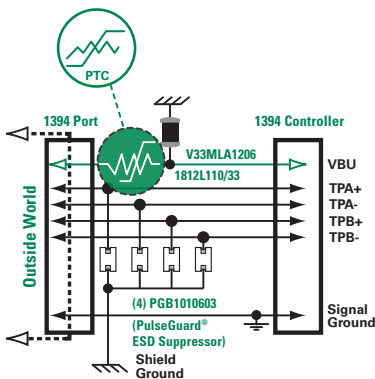 PTC
1394 Port
1394 Controller
V33MLA1206
1812L110/33
VBU
TPA+
TPA-
TPB+
TPB-
Outside World
(4) PGB1010603
(PulseGuard®
ESD Suppressor)
Signal
Ground
Shield
Ground